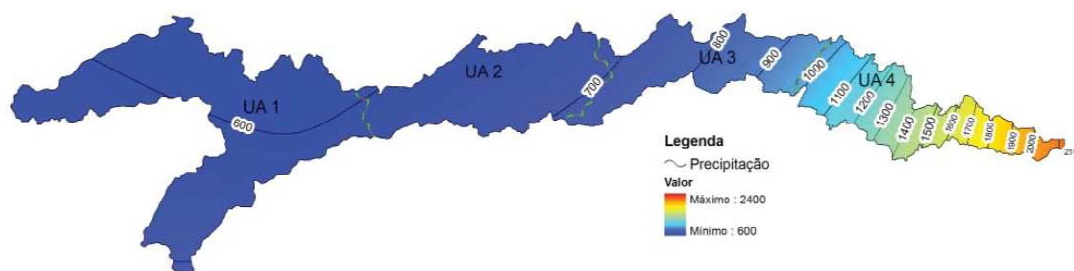 UA 1
600
UA 2
700
800
UA 3
900
1000
UA 4
1100
1200
1300
1400
1500
1600
1700
1800
1900
2000
21
Legenda
Precipitação
Valor
Máximo : 2400
Mínimo : 600